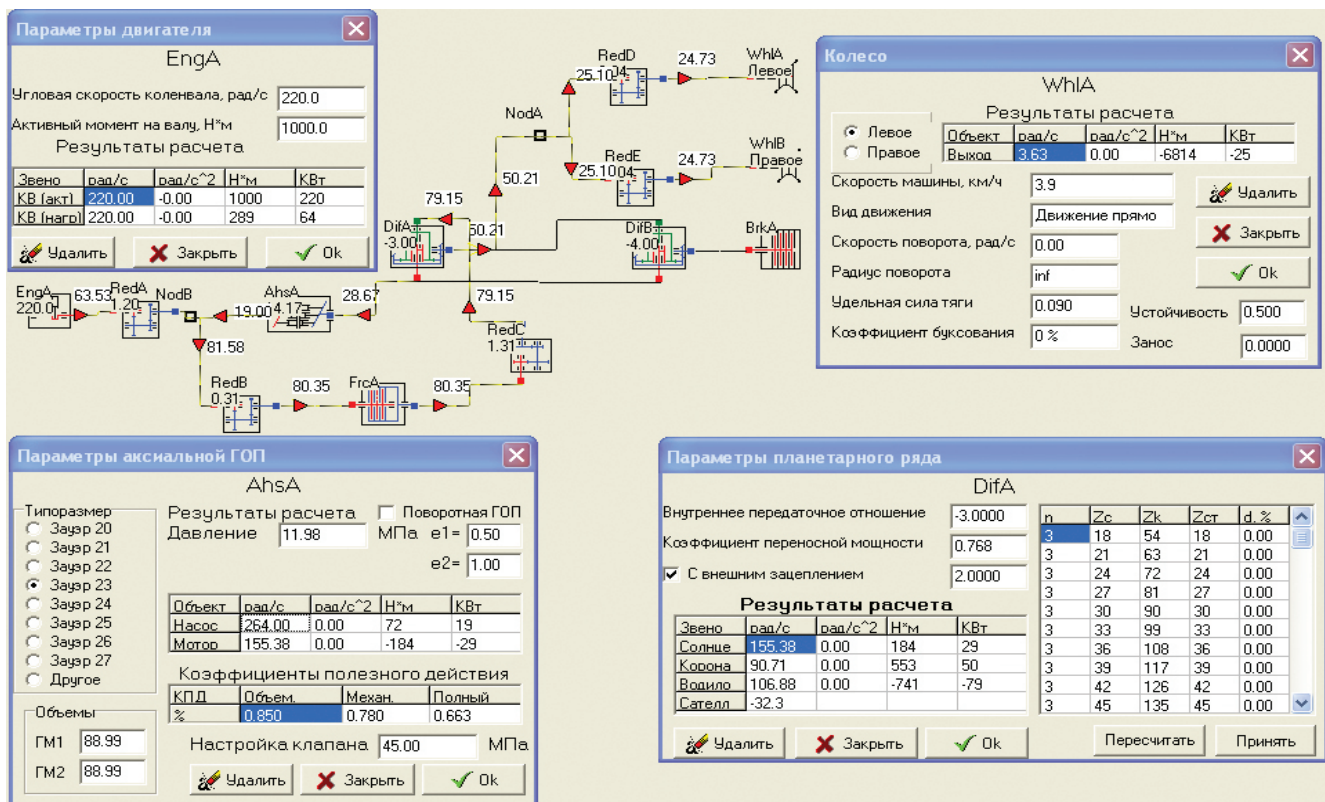 Параметры двигателя
EngA
Угловая скорость коленвала, рад/с 220.0
Активный момент на валу, Н*м 1000.0
Результаты расчета
Звено рад/с рад/с^2 Н*м КВт
КВ (акт) 220.00 -0.00 1000 220
КВ (нагр) 220.00 -0.00 289 64
Удалить Закрыть Ok
RedD
24.73
WhlA
Левое
25.10
NodA
RedE
24.73
WhlB
Правое
25.10
50.21
79.15
DifA
-3.00
50.21
DifB
-4.00
BrkA
EngA
220.0
63.53
RedA
1.20
NodB
19.00
AhsA
4.17
28.67
79.15
RedC
1.31
81.58
RedB
0.31
80.35
FrcA
80.35
Колесо
WhlA
Результаты расчета
Левое
Правое
Объект рад/с рад/с^2 Н*м КВт
Выход 3.63 0.00 -6814 -25
Скорость машины, км/ч 3.9
Вид движения Движение прямо
Скорость поворота, рад/с 0.00
Радиус поворота inf
Удельная сила тяги 0.090
Коэффициент буксования 0 %
Удалить
Закрыть
Ok
Устойчивость 0.500
Занос 0.0000
Параметры аксиальной ГОП
AhsA
Типоразмер
Зауэр 20
Зауэр 21
Зауэр 22
Зауэр 23
Зауэр 24
Зауэр 25
Зауэр 26
Зауэр 27
Другое
Результаты расчета
Поворотная ГОП
Давление 11.98 МПа e1= 0.50
e2= 1.00
Объект рад/с рад/с^2 Н*м КВт
Насос 264.00 0.00 72 19
Мотор 155.38 0.00 -184 -29
Коэффициенты полезного действия
КПД Объем. Механ. Полный
% 0.850 0.780 0.663
Объемы
ГМ1 88.99
ГМ2 88.99
Настройка клапана 45.00 МПа
Удалить Закрыть Ok
Параметры планетарного ряда
DifA
Внутреннее передаточное отношение -3.0000
Коэффициент переносной мощности 0.768
С внешним зацеплением 2.0000
Результаты расчета
Звено рад/с рад/с^2 Н*м КВт
Солнце 155.38 0.00 184 29
Корона 90.71 0.00 553 50
Водило 106.88 0.00 -741 -79
Сателл -32.3
n Zc Zk Zст d. %
3 18 54 18 0.00
3 21 63 21 0.00
3 24 72 24 0.00
3 27 81 27 0.00
3 30 90 30 0.00
3 33 99 33 0.00
3 36 108 36 0.00
3 39 117 39 0.00
3 42 126 42 0.00
3 45 135 45 0.00
Удалить Закрыть Ok
Пересчитать Принять